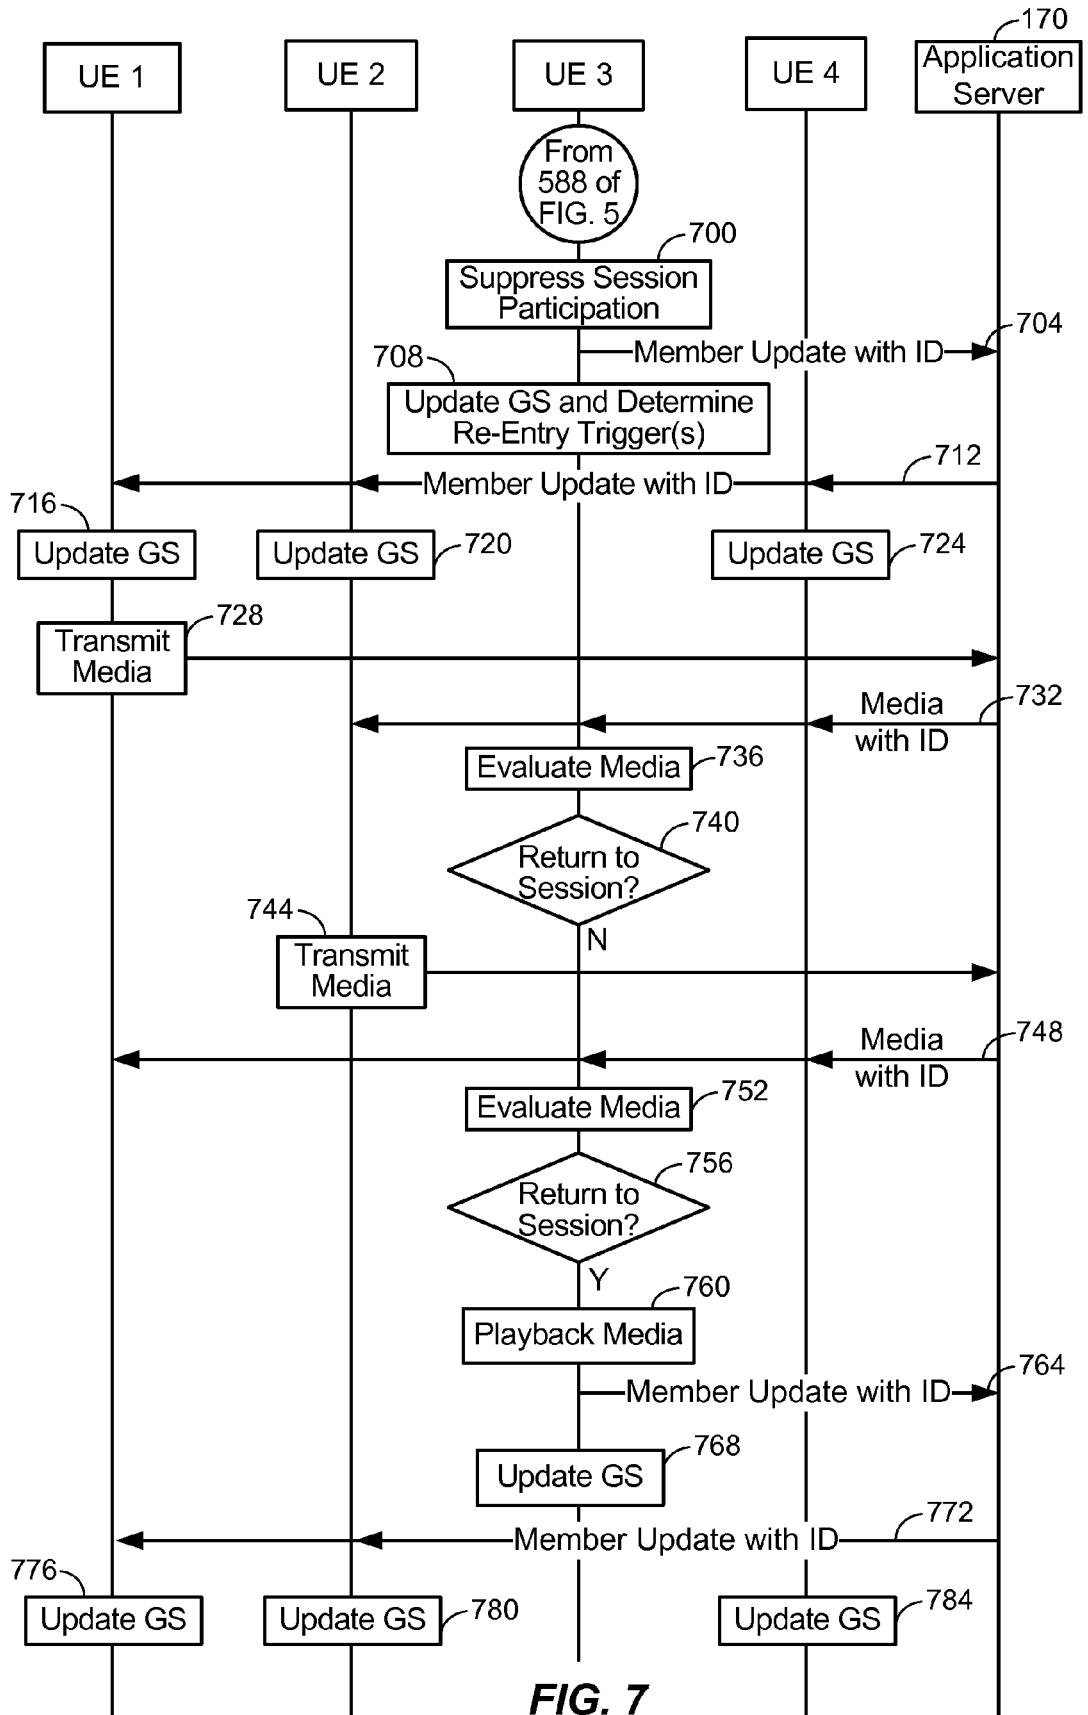 170
UE 1
UE 2
UE 3
UE 4
Application
Server
From
588 of
FIG. 5
700
Suppress Session
Participation
704
Member Update with ID
708
Update GS and Determine
Re-Entry Trigger(s)
712
Member Update with ID
716
Update GS
Update GS
720
Update GS
724
728
Transmit
Media
732
Media
with ID
Evaluate Media
736
740
Return to
Session?
N
744
Transmit
Media
748
Media
with ID
Evaluate Media
752
756
Return to
Session?
Y
760
Playback Media
764
Member Update with ID
768
Update GS
772
Member Update with ID
776
Update GS
Update GS
780
Update GS
784
FIG. 7